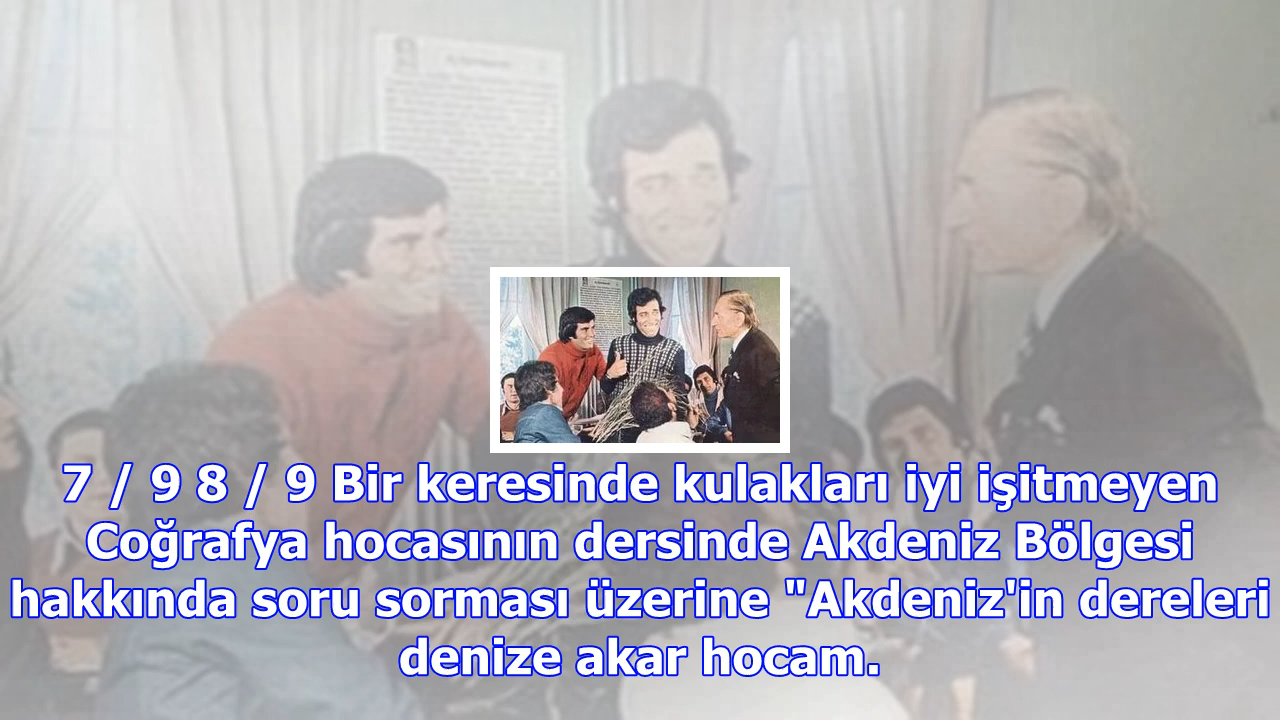 7 / 9 8 / 9 Bir keresinde kulakları iyi işitmeyen
Coğrafya hocasının dersinde Akdeniz Bölgesi
hakkında soru sorması üzerine "Akdeniz'in dereleri
denize akar hocam.